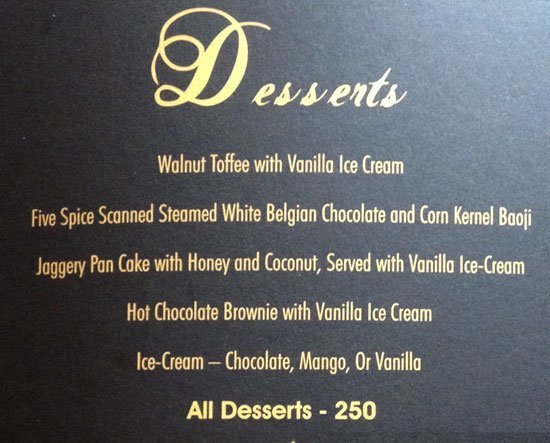 Desserts
Walnut Toffee with Vanilla Ice Cream
Five Spice Scanned Steamed White Belgian Chocolate and Corn Kernel Baoji
Jaggery Pan Cake with Honey and Coconut, Served with Vanilla Ice-Cream
Hot Chocolate Brownie with Vanilla Ice Cream
Ice-Cream – Chocolate, Mango, Or Vanilla
All Desserts - 250